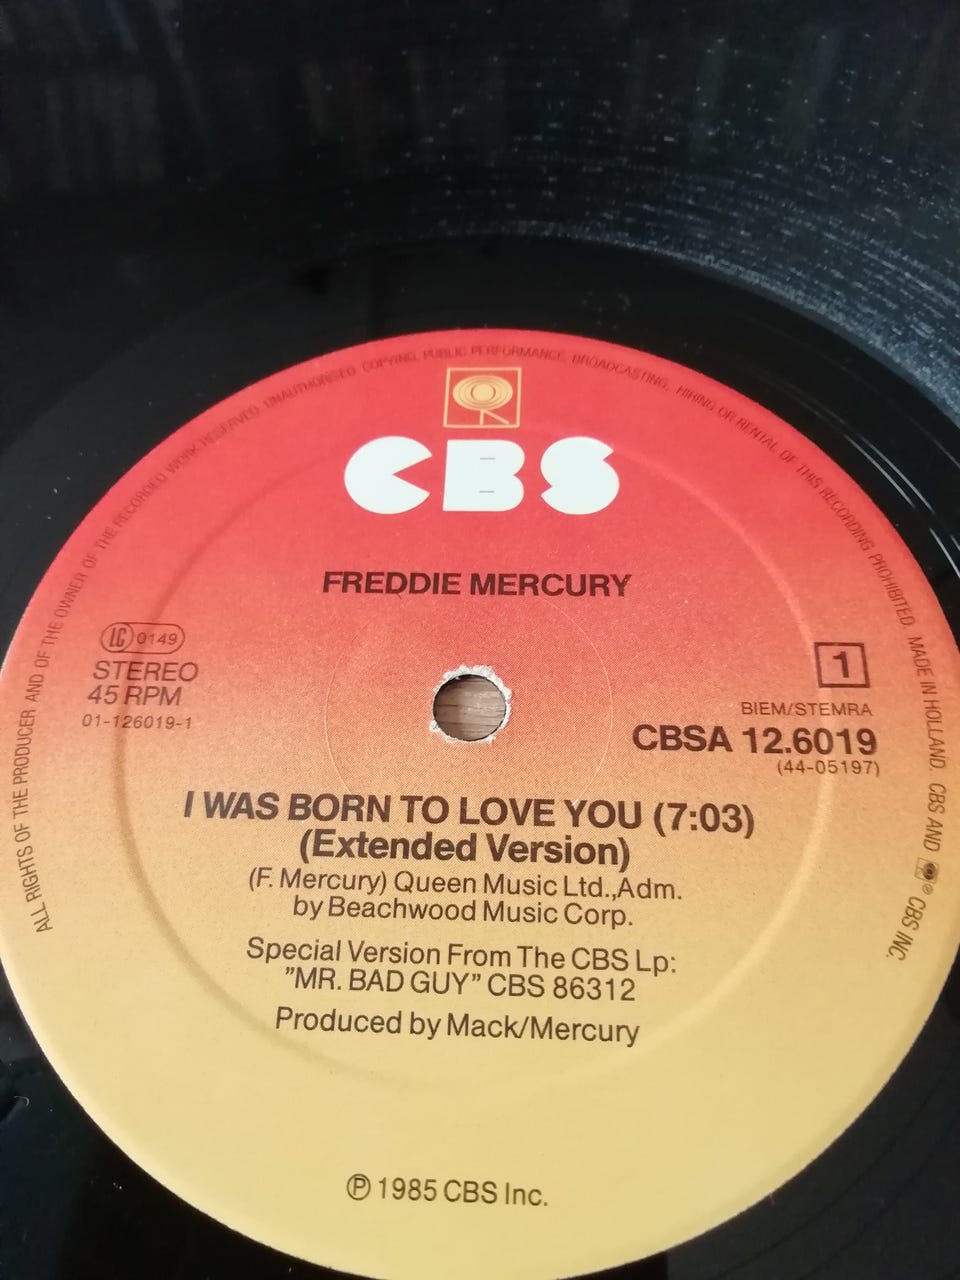 ALL RIGHTS OF THE PRODUCER AND OF THE OWNER OF THE RECORDED WORK RESERVED. UNAUTHORISED COPYING, PUBLIC PERFORMANCE, BROADCASTING, HIRING OR RENTAL OF THIS RECORDING PROHIBITED. MADE IN HOLLAND. CBS AND ® CBS INC.
CBS
FREDDIE MERCURY
LC 0149
STEREO
45 RPM
01-126019-1
1
BIEM/STEMRA
CBSA 12.6019
(44-05197)
I WAS BORN TO LOVE YOU (7:03)
(Extended Version)
(F. Mercury) Queen Music Ltd.,Adm.
by Beachwood Music Corp.
Special Version From The CBS Lp:
"MR. BAD GUY" CBS 86312
Produced by Mack/Mercury
℗ 1985 CBS Inc.